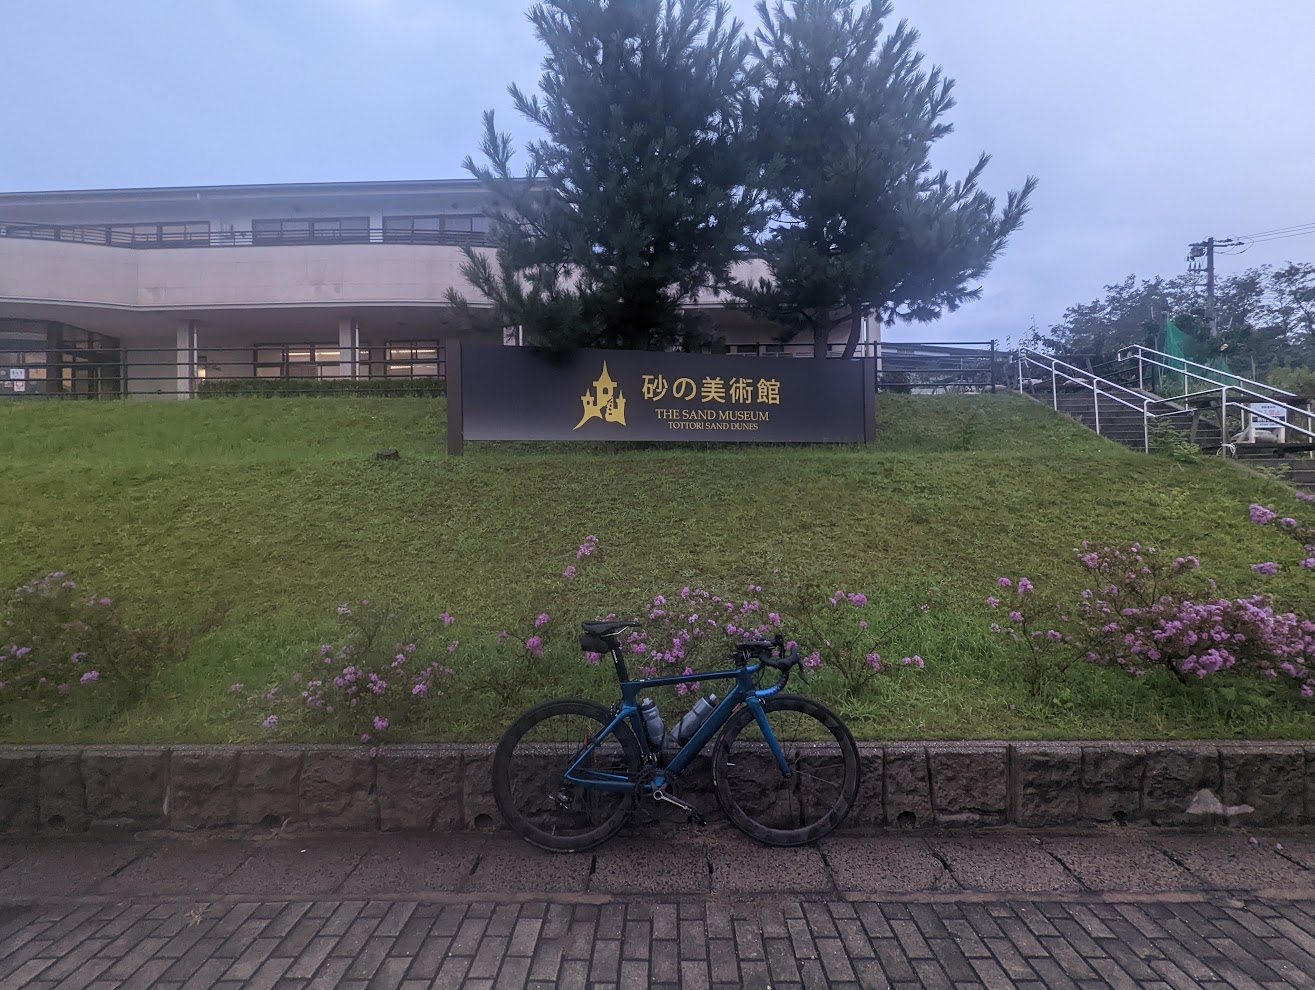 砂の美術館
THE SAND MUSEUM
TOTTORI SAND DUNES